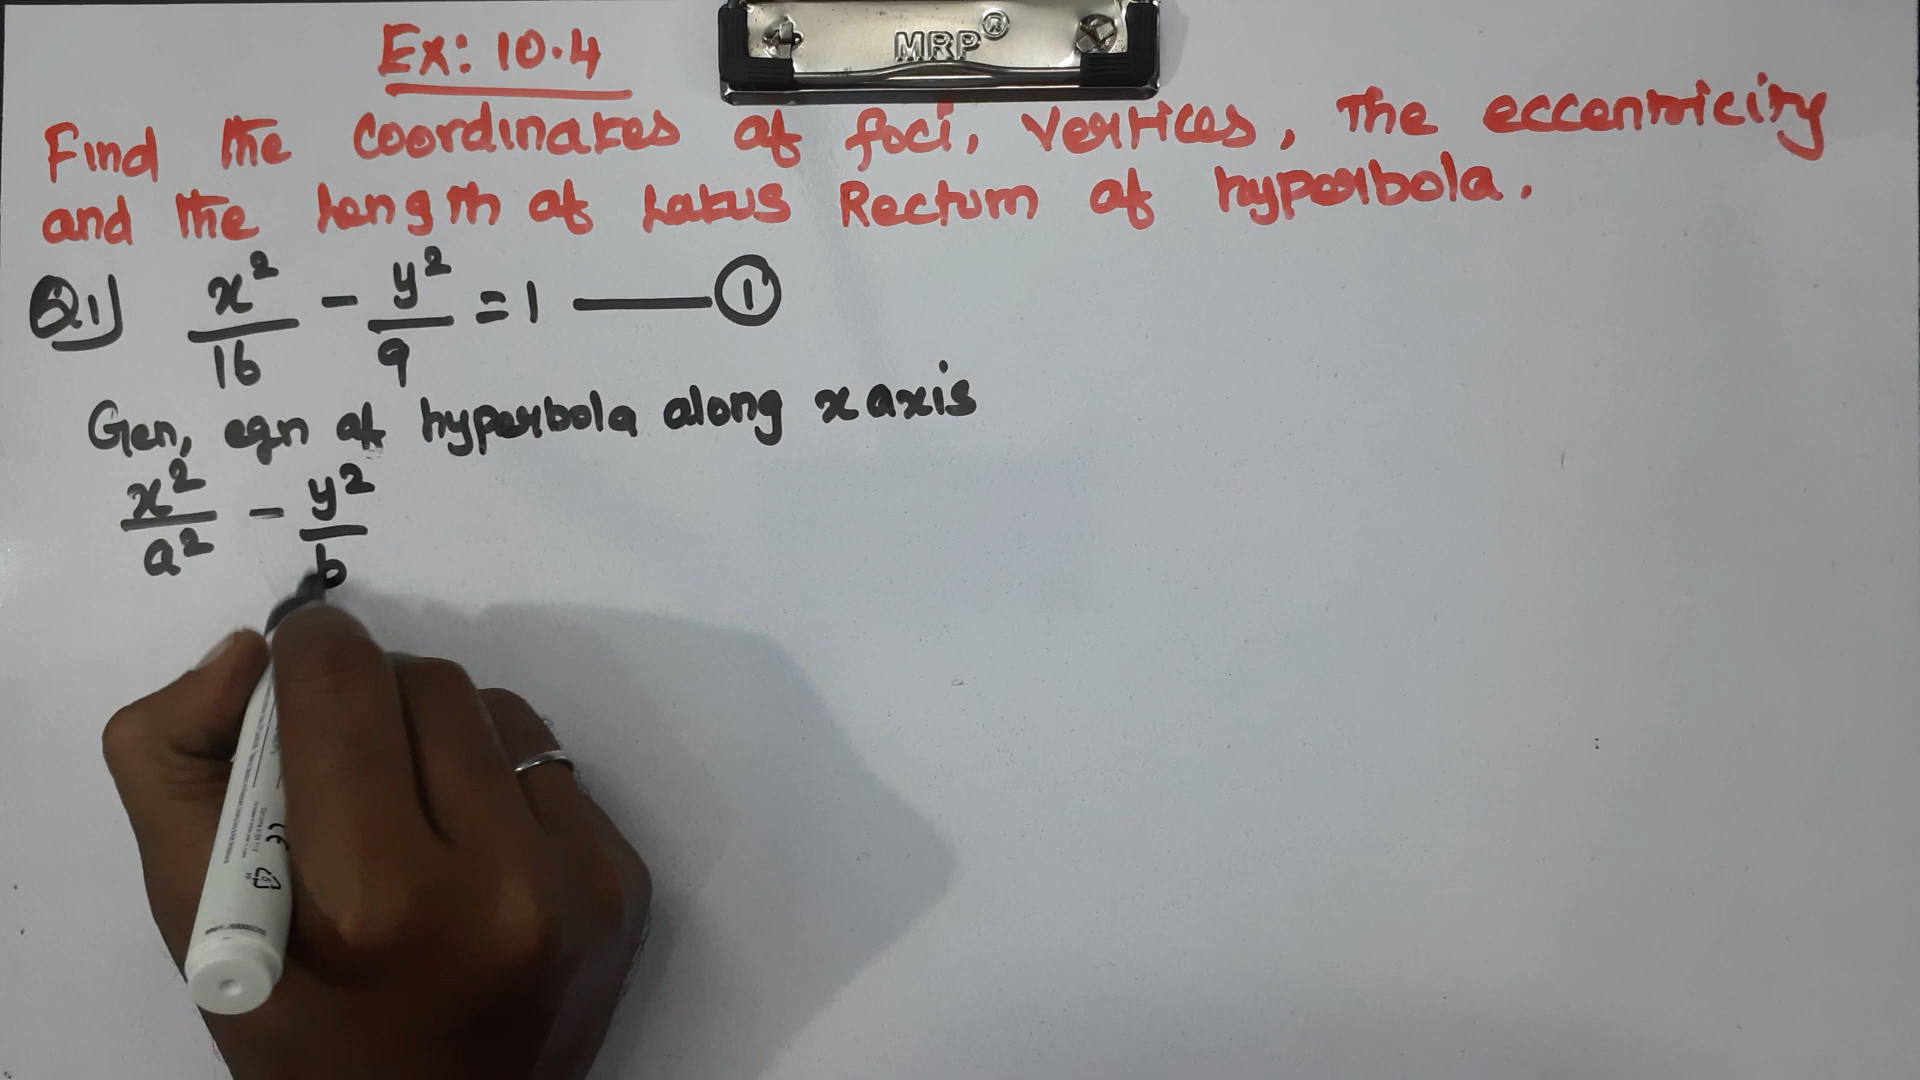 MRP®
Ex: 10.4
Find the coordinates of foci, Vertices, The eccentricity
and the Length of Latus Rectum of hyperbola.
Q1) x²/16 - y²/9 = 1 —— ①
Gen, eqn of hyperbola along x axis
x²/a² - y²/b
CE